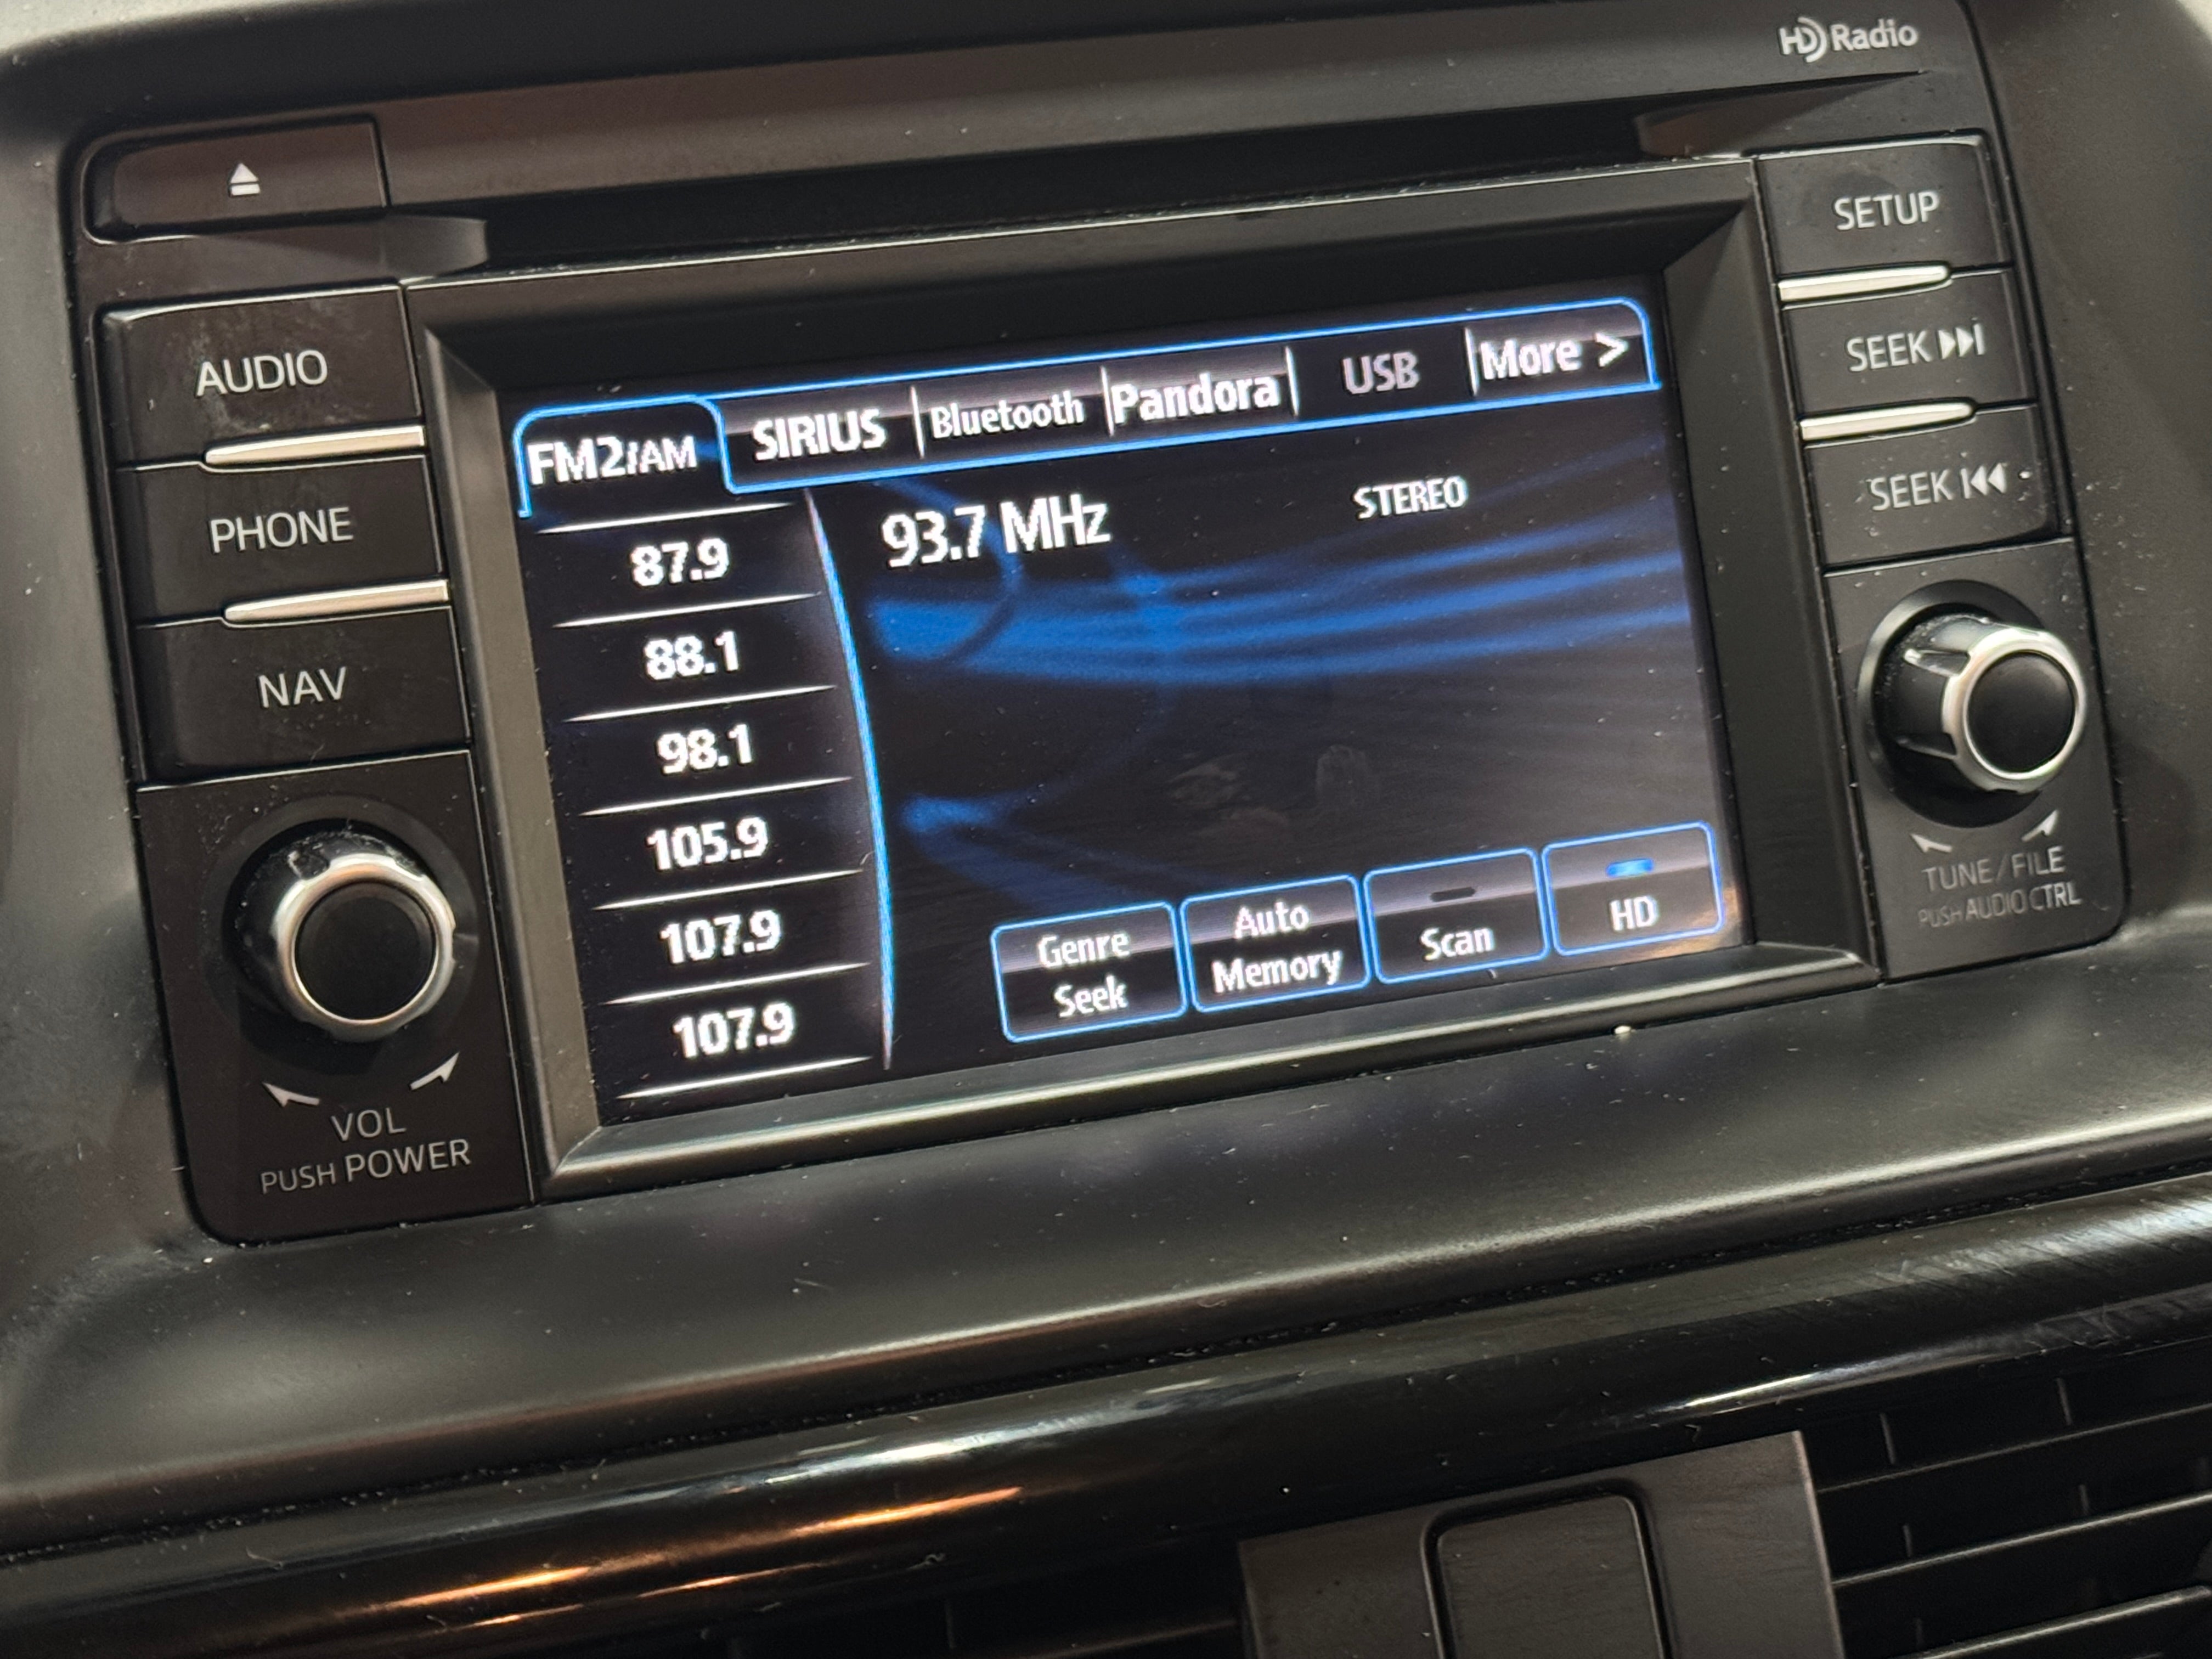 HD Radio
AUDIO
PHONE
NAV
VOL
PUSH POWER
FM2/AM
SIRIUS
Bluetooth
Pandora
USB
More >
87.9
88.1
98.1
105.9
107.9
107.9
93.7 MHz
STEREO
Genre
Seek
Auto
Memory
Scan
HD
SETUP
SEEK
SEEK
TUNE/FILE
PUSH AUDIO CTRL